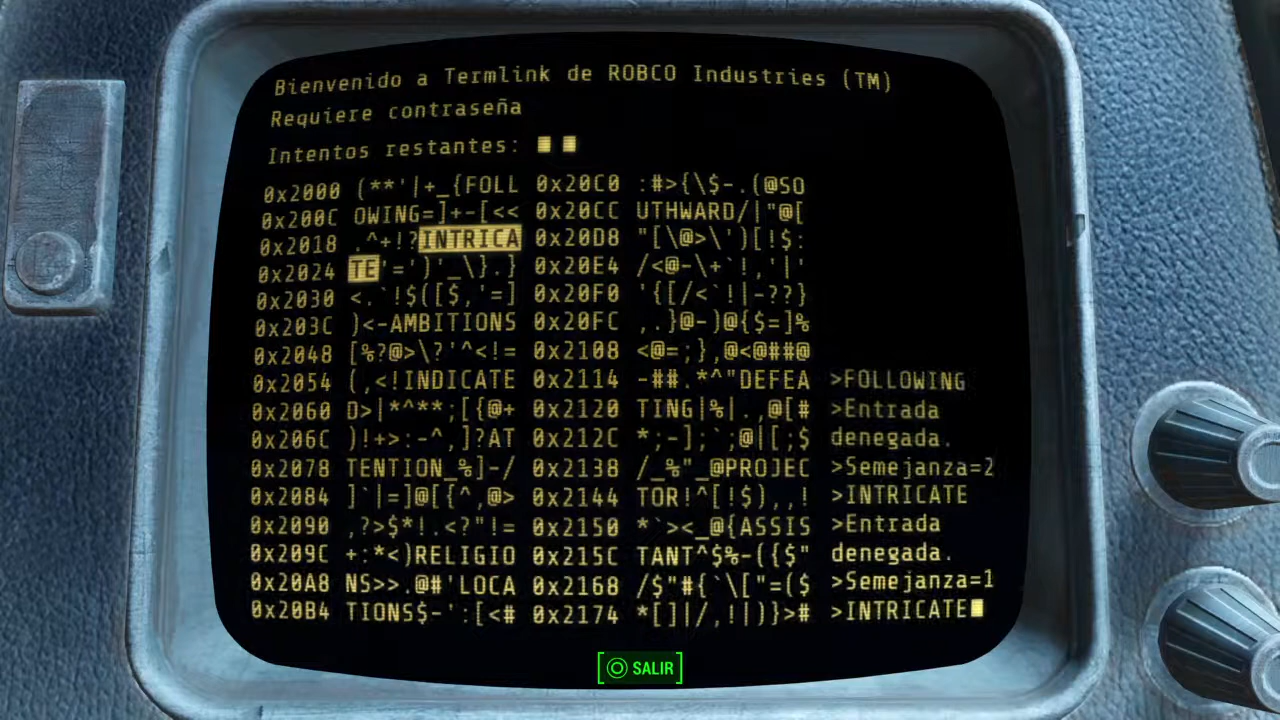 Bienvenido a Termlink de ROBCO Industries (TM)
Requiere contraseña
Intentos restantes:
0x2000 (**'|+_{FOLL
0x200C OWING=]+-[<<
0x2018 .^+!?INTRICA
0x2024 TE'=')'_\}.}
0x2030 <.`!$([$,'=]
0x203C )<-AMBITIONS
0x2048 [%?@>\?'^<!=
0x2054 (,<!INDICATE
0x2060 D>|*^**;[{@+
0x206C )!+>:-^,]?AT
0x2078 TENTION_%]-/
0x2084 ]`|=]@[{^,@>
0x2090 ,?>$*!.<?"!=
0x209C +:*<)RELIGIO
0x20A8 NS>>.@#'LOCA
0x20B4 TIONS$-':[<#
0x20C0 :#>{\$-.(@SO
0x20CC UTHWARD/|"@[
0x20D8 "[\@>\')[!$:
0x20E4 /<@-\+`!,'|'
0x20F0 '{[/<`!|-??}
0x20FC ,.}@-)@{$=]%
0x2108 <@=;},@<@##@
0x2114 -##.*^"DEFEA
0x2120 TING|%|.,@[#
0x212C *;-];`;@|[;$
0x2138 /_%"_@PROJEC
0x2144 TOR!^[!$),,!
0x2150 *`><_@{ASSIS
0x215C TANT^$%-({$"
0x2168 /$"#{`\["=($
0x2174 *[]|/,!|)}>#
>FOLLOWING
>Entrada
denegada.
>Semejanza=2
>INTRICATE
>Entrada
denegada.
>Semejanza=1
>INTRICATE
SALIR